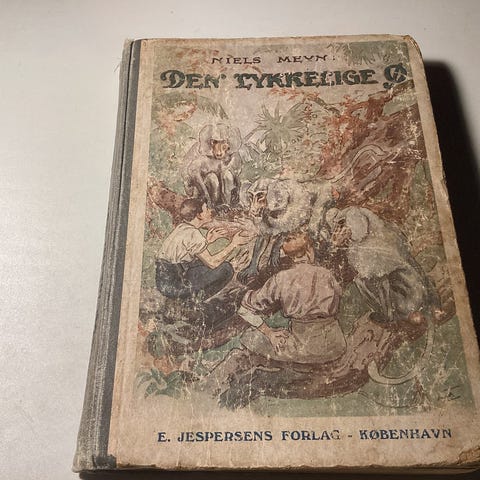 NIELS MEYN:
DEN LYKKELIGE Ø
E. JESPERSENS FORLAG - KØBENHAVN